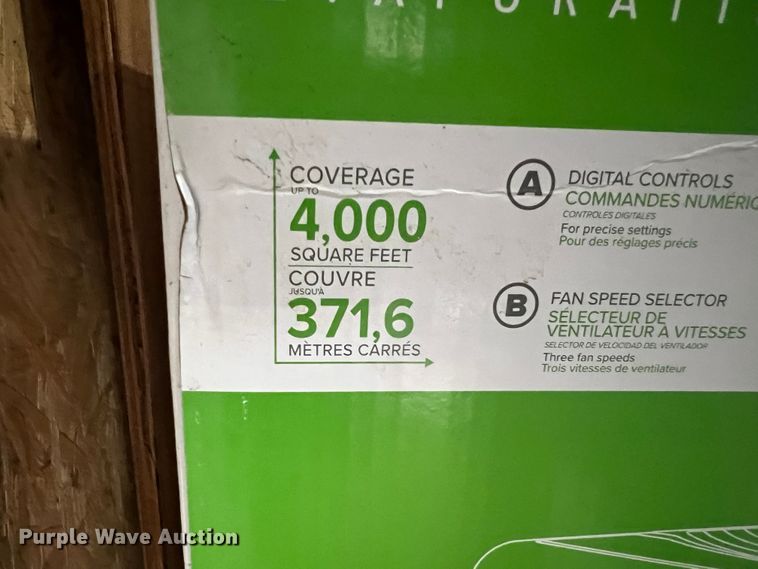 COVERAGE
UP TO
4,000
SQUARE FEET
COUVRE
JUSQU'À
371,6
MÈTRES CARRÉS
A
DIGITAL CONTROLS
CONTROLES DIGITALES
For precise settings
Pour des réglages précis
B
FAN SPEED SELECTOR
SÉLECTEUR DE
VENTILATEUR À VITESSES
SELECTOR DE VELOCIDAD DEL VENTILADOR
Three fan speeds
Trois vitesses de ventilateur
Purple Wave Auction